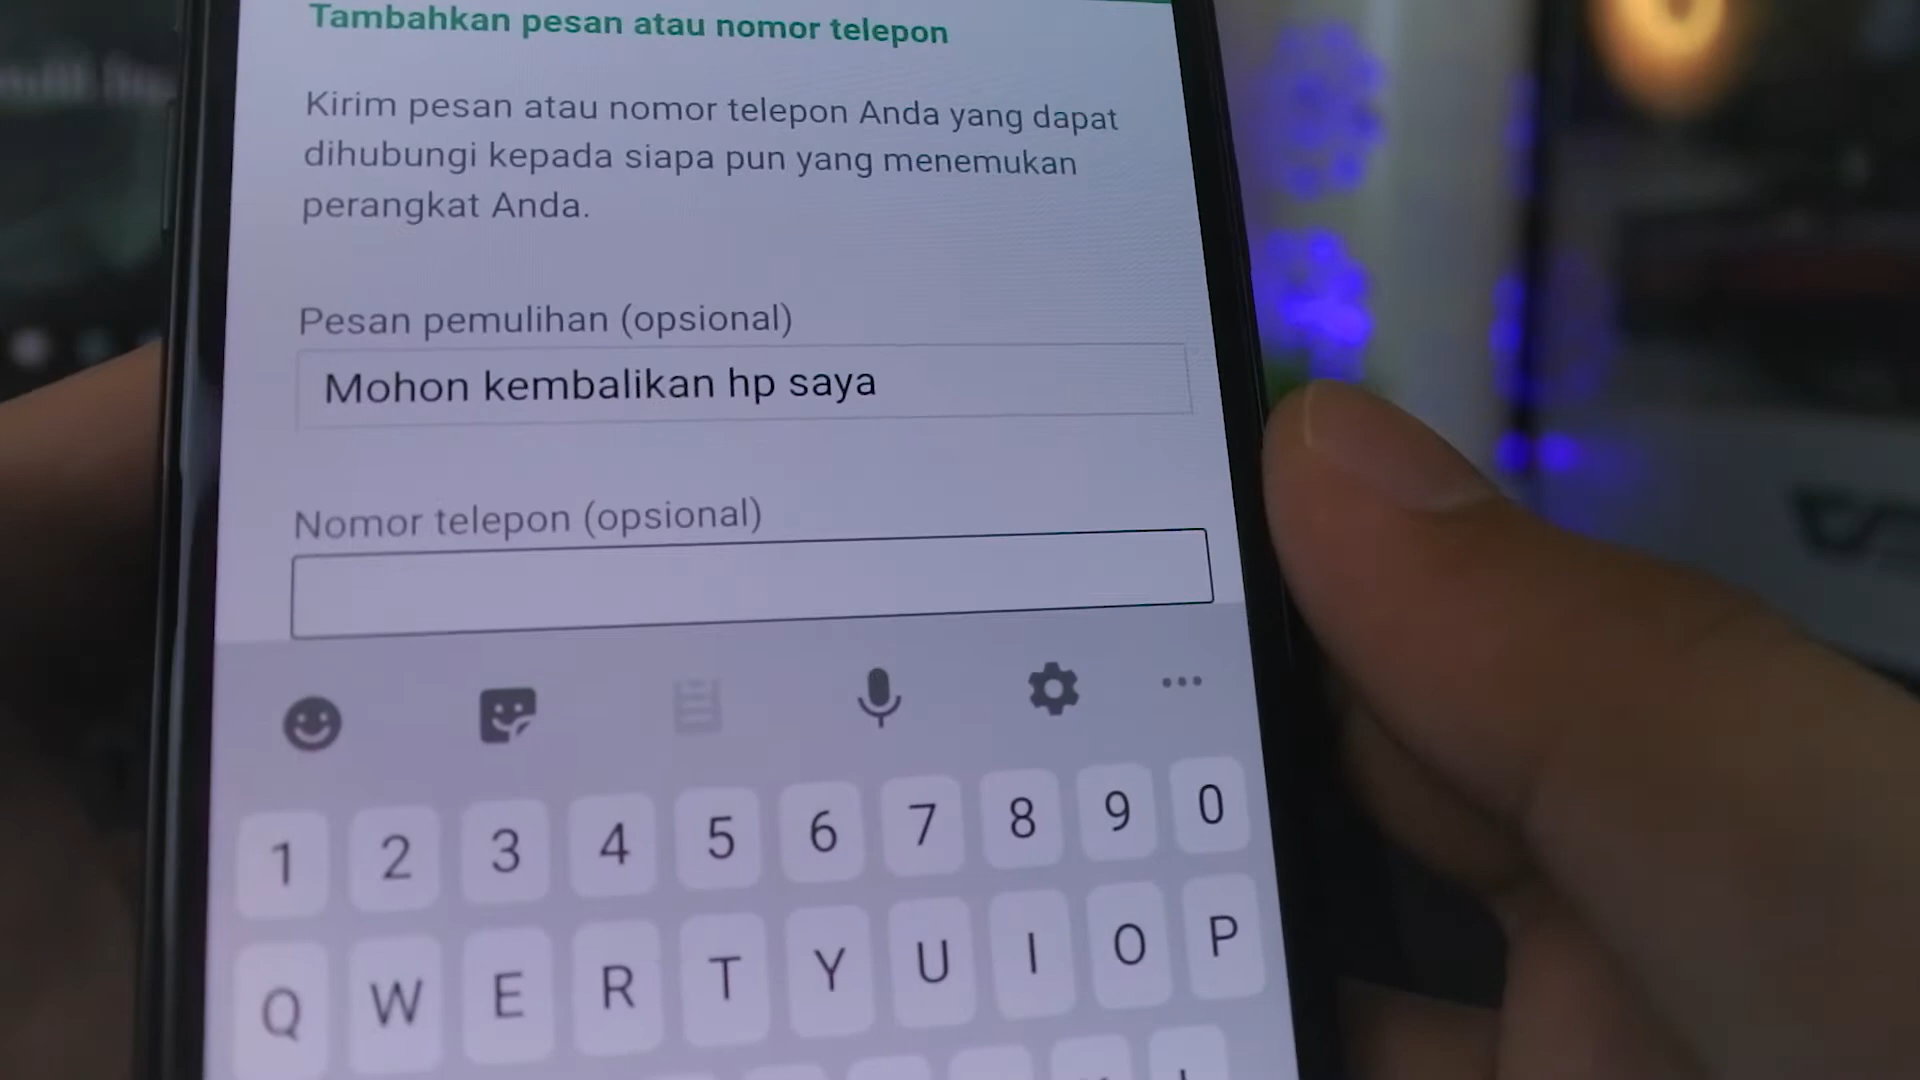 Tambahkan pesan atau nomor telepon
Kirim pesan atau nomor telepon Anda yang dapat
dihubungi kepada siapa pun yang menemukan
perangkat Anda.
Pesan pemulihan (opsional)
Mohon kembalikan hp saya
Nomor telepon (opsional)
1 2 3 4 5 6 7 8 9 0
Q W E R T Y U I O P